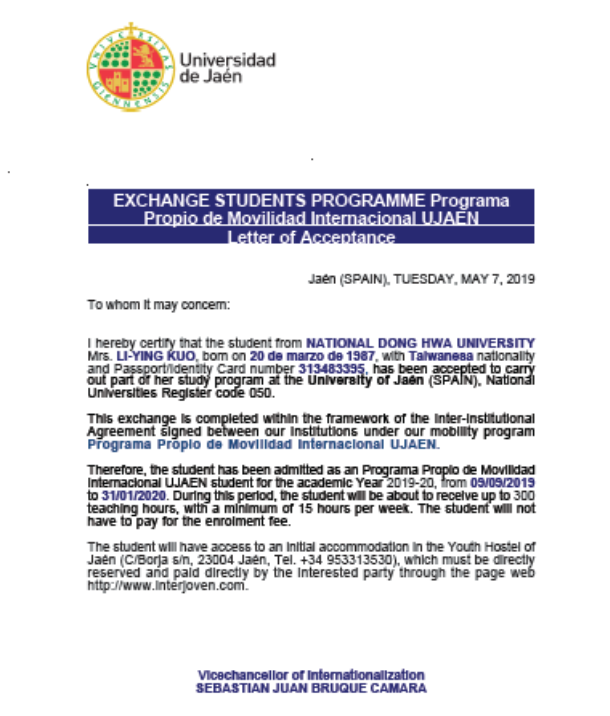 UNIVERSITAS
GIENNENSIS
Universidad
de Jaén
EXCHANGE STUDENTS PROGRAMME Programa
Propio de Movilidad Internacional UJAEN
Letter of Acceptance
Jaén (SPAIN), TUESDAY, MAY 7, 2019
To whom it may concern:
I hereby certify that the student from NATIONAL DONG HWA UNIVERSITY
Mrs. LI-YING KUO, born on 20 de marzo de 1987, with Taiwanesa nationality
and Passport/Identity Card number 313483395, has been accepted to carry
out part of her study program at the University of Jaén (SPAIN), National
Universities Register code 050.
This exchange is completed within the framework of the Inter-Institutional
Agreement signed between our Institutions under our mobility program
Programa Propio de Movilidad Internacional UJAEN.
Therefore, the student has been admitted as an Programa Propio de Movilidad
Internacional UJAEN student for the academic Year 2019-20, from 09/09/2019
to 31/01/2020. During this period, the student will be about to receive up to 300
teaching hours, with a minimum of 15 hours per week. The student will not
have to pay for the enrolment fee.
The student will have access to an initial accommodation in the Youth Hostel of
Jaén (C/Borja s/n, 23004 Jaén, Tel. +34 953313530), which must be directly
reserved and paid directly by the interested party through the page web
http://www.interjoven.com.
Vicechancellor of Internationalization
SEBASTIAN JUAN BRUQUE CAMARA